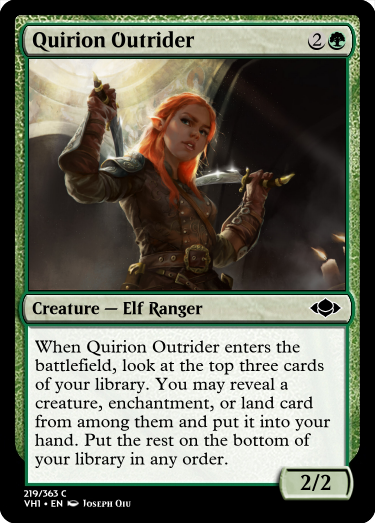 Quirion Outrider 2
Creature — Elf Ranger
When Quirion Outrider enters the
battlefield, look at the top three cards
of your library. You may reveal a
creature, enchantment, or land card
from among them and put it into your
hand. Put the rest on the bottom of
your library in any order.
2/2
219/363 C
VH1 • EN Joseph Oiu